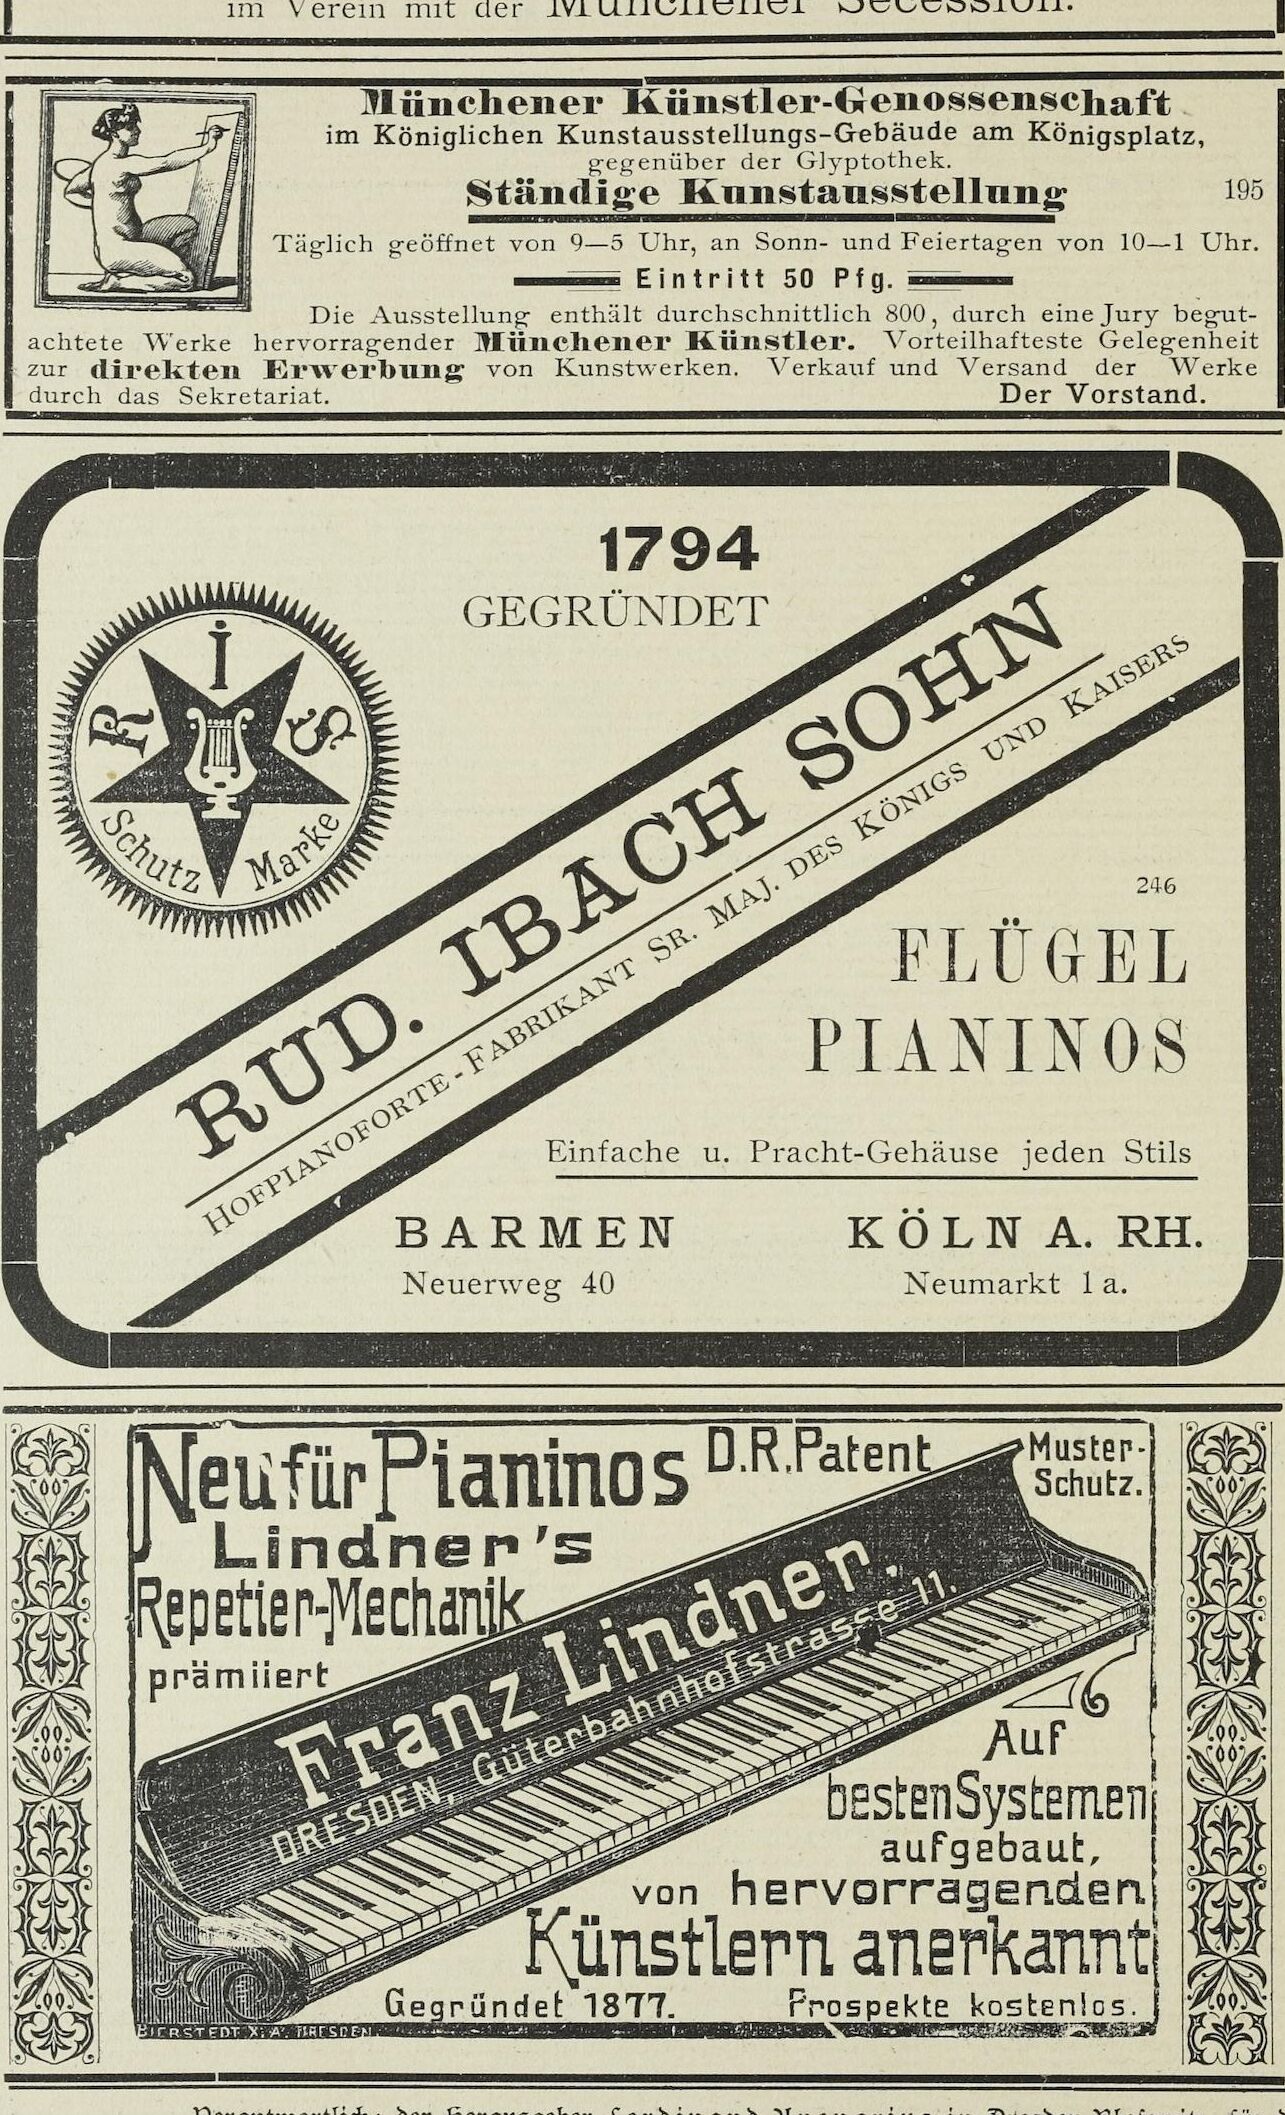 im Verein mit der Münchener Secession.
Münchener Künstler-Genossenschaft
im Königlichen Kunstausstellungs-Gebäude am Königsplatz,
gegenüber der Glyptothek.
Ständige Kunstausstellung
195
Täglich geöffnet von 9—5 Uhr, an Sonn- und Feiertagen von 10—1 Uhr.
Eintritt 50 Pfg.
Die Ausstellung enthält durchschnittlich 800, durch eine Jury begut-
achtete Werke hervorragender Münchener Künstler. Vorteilhafteste Gelegenheit
zur direkten Erwerbung von Kunstwerken. Verkauf und Versand der Werke
durch das Sekretariat. Der Vorstand.
1794
GEGRÜNDET
R I S
Schutz Marke
RUD. IBACH SOHN
HOFPIANOFORTE-FABRIKANT SR. MAJ. DES KÖNIGS UND KAISERS
246
FLÜGEL
PIANINOS
Einfache u. Pracht-Gehäuse jeden Stils
BARMEN KÖLN A. RH.
Neuerweg 40 Neumarkt 1a.
Neu für Pianinos D.R.Patent Muster-
Schutz.
Lindner's
Repetier-Mechanik
prämiiert
Franz Lindner.
DRESDEN, Güterbahnhofstrasse 11.
Auf
besten Systemen
aufgebaut,
von hervorragenden
Künstlern anerkannt
Gegründet 1877. Prospekte kostenlos.
BIERSTEDT X.A. DRESDEN.